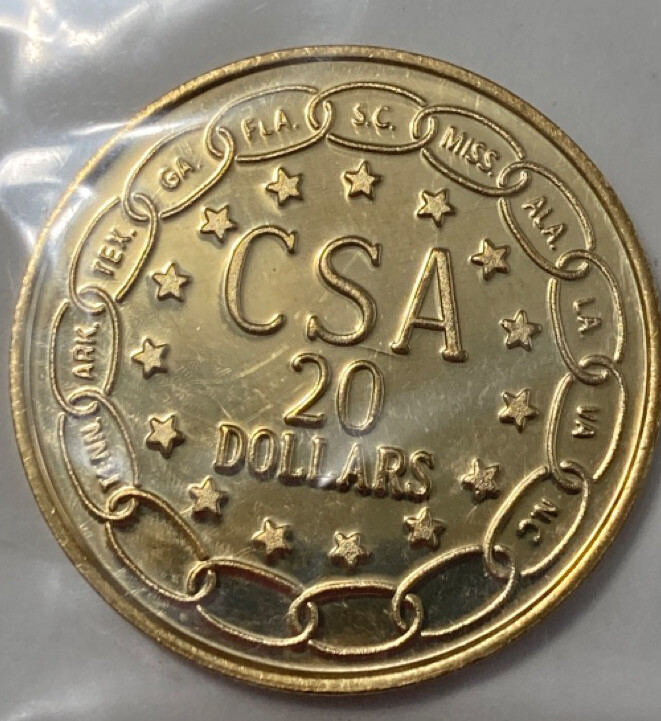 CSA
20
DOLLARS
S.C.
MISS.
ALA.
LA
VA
N.C
TENN.
ARK.
TEX.
GA.
FLA.